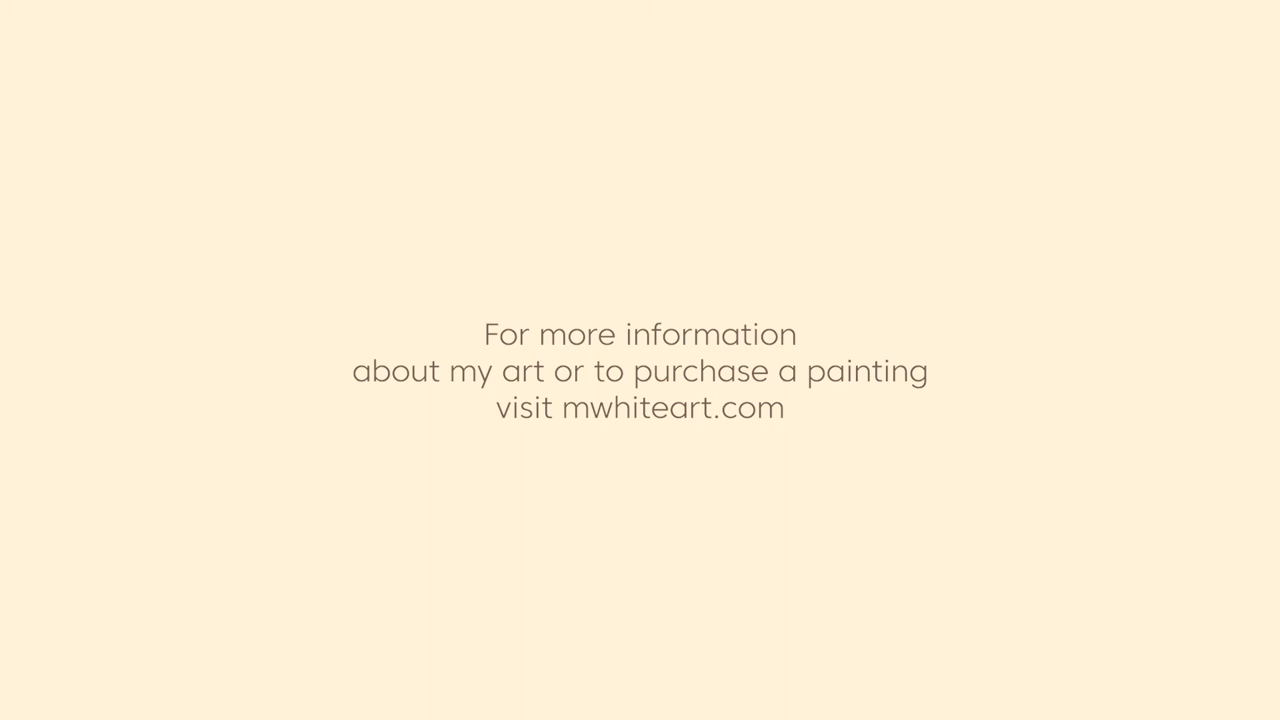 For more information
about my art or to purchase a painting
visit mwhiteart.com